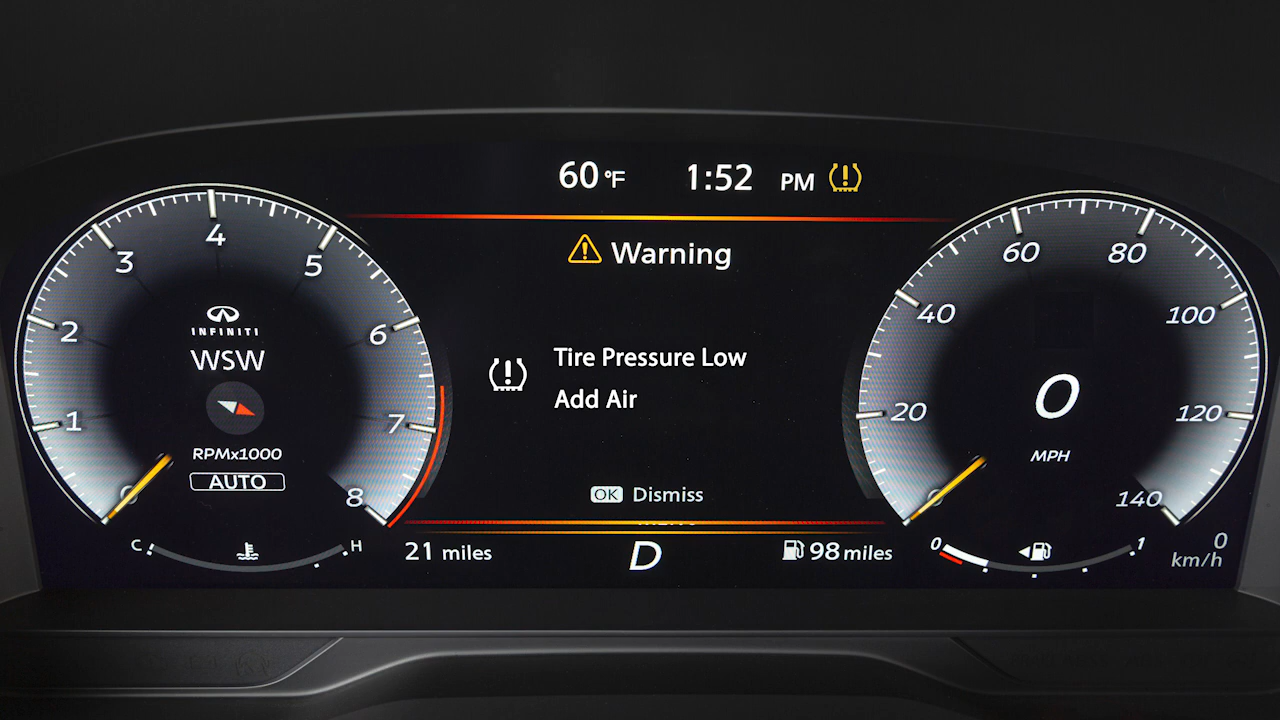 60 °F 1:52 PM
Warning
Tire Pressure Low
Add Air
OK Dismiss
0 1 2 3 4 5 6 7 8
INFINITI
WSW
RPMx1000
AUTO
C H
21 miles
D
98 miles
0 20 40 60 80 100 120 140
0
MPH
0 1
0
km/h